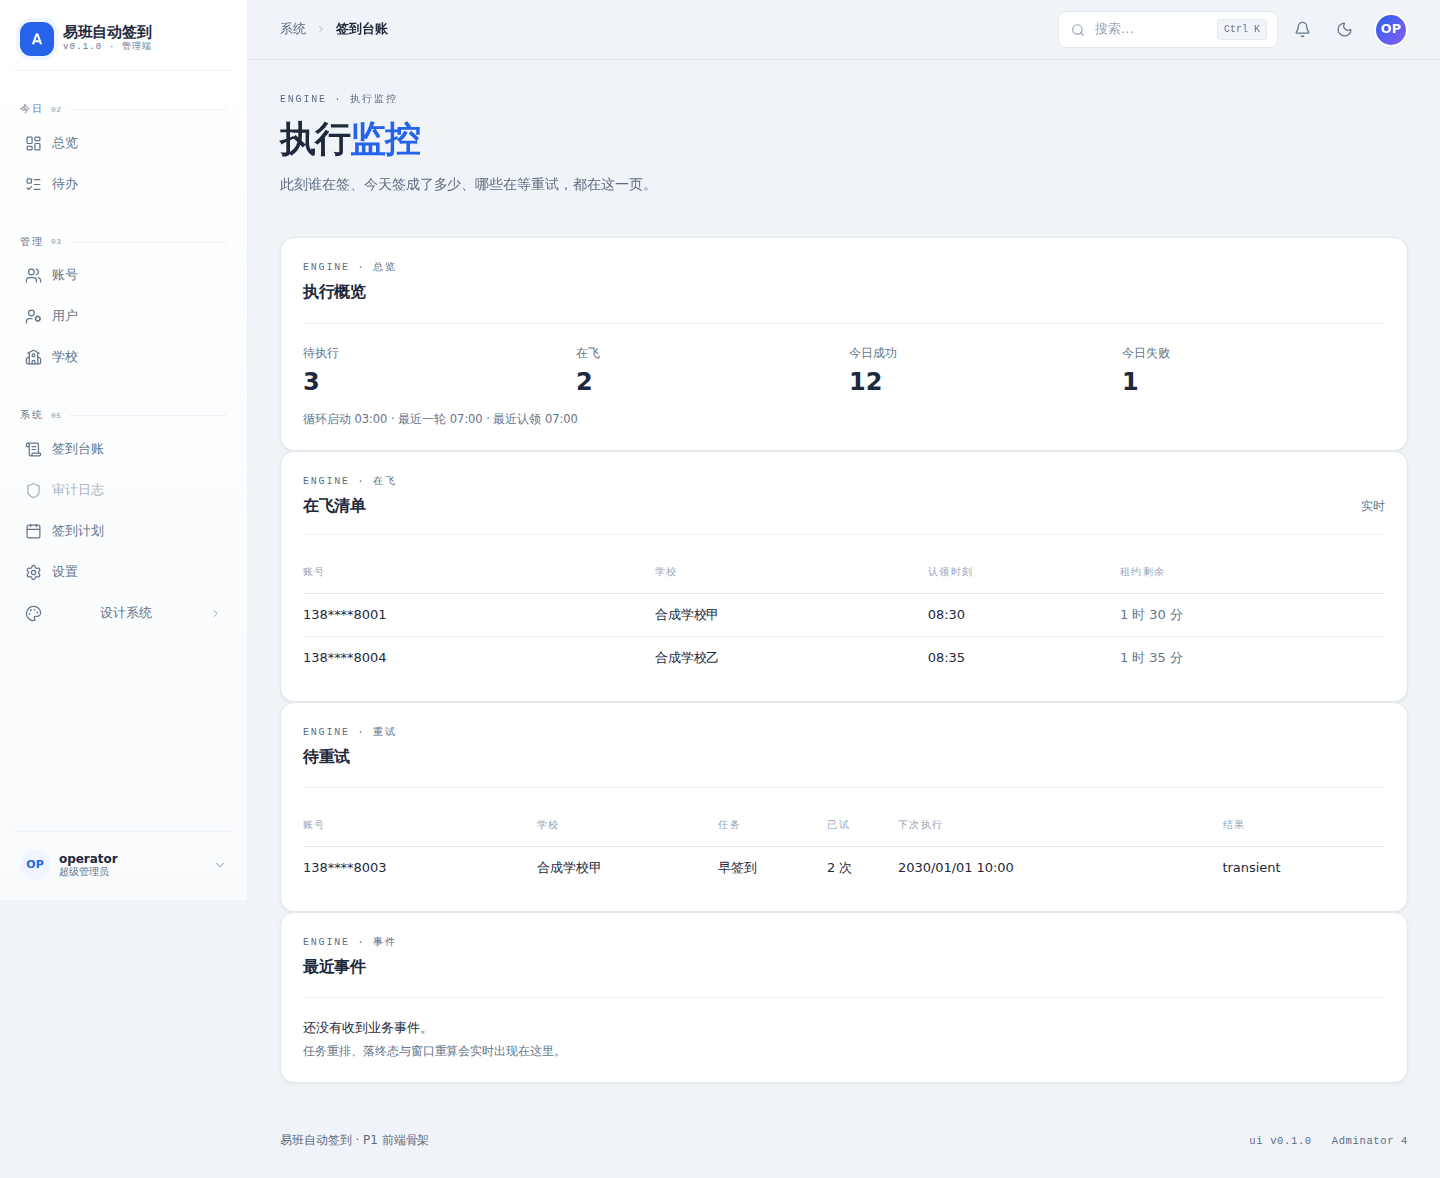 A
易班自动签到
v0.1.0 · 管理端
今日 02
总览
待办
管理 03
账号
用户
学校
系统 05
签到台账
审计日志
签到计划
设置
设计系统
OP
operator
超级管理员
系统 签到台账
搜索... Ctrl K
OP
ENGINE · 执行监控
执行监控
此刻谁在签、今天签成了多少、哪些在等重试，都在这一页。
ENGINE · 总览
执行概览
待执行 在飞 今日成功 今日失败
3 2 12 1
循环启动 03:00 · 最近一轮 07:00 · 最近认领 07:00
ENGINE · 在飞
在飞清单 实时
账号 学校 认领时刻 租约剩余
138****8001 合成学校甲 08:30 1 时 30 分
138****8004 合成学校乙 08:35 1 时 35 分
ENGINE · 重试
待重试
账号 学校 任务 已试 下次执行 结果
138****8003 合成学校甲 早签到 2 次 2030/01/01 10:00 transient
ENGINE · 事件
最近事件
还没有收到业务事件。
任务重排、落终态与窗口重算会实时出现在这里。
易班自动签到 · P1 前端骨架
ui v0.1.0 Adminator 4